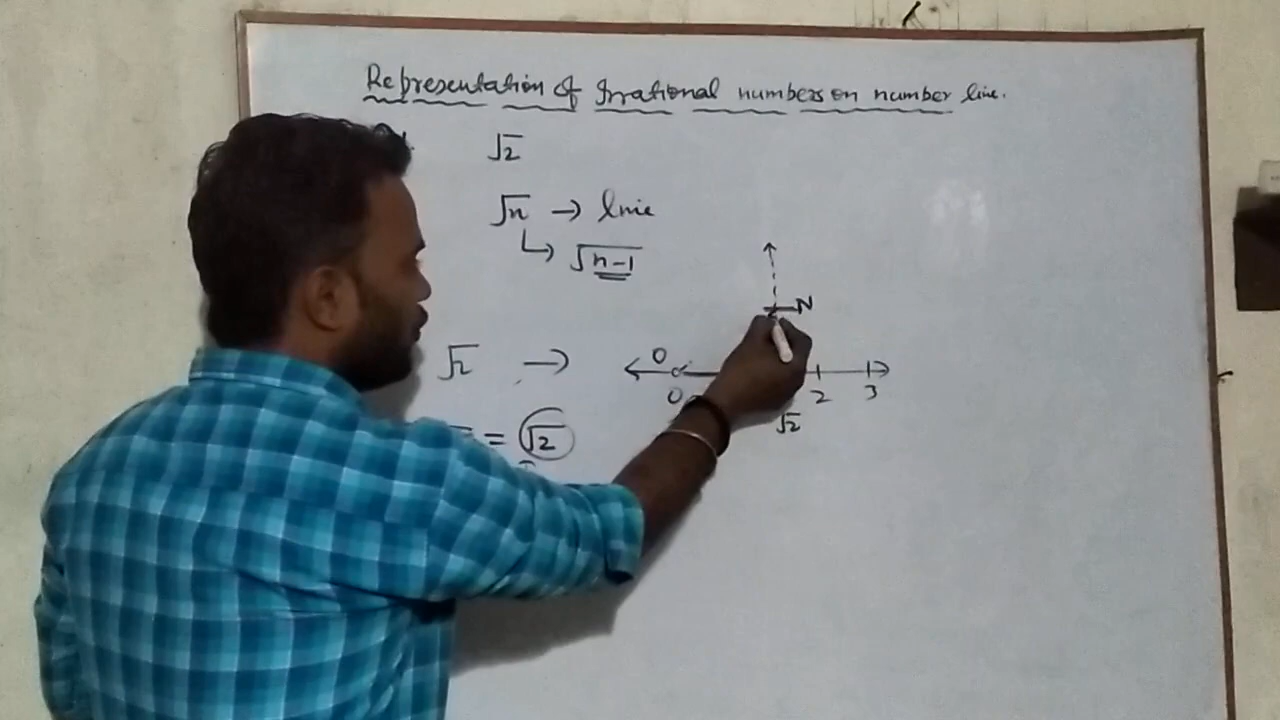 Representation of Irrational numbers on number line.
√2
√n → line
↳ √n-1
N
√2 →
0
0 2 3
= √2
√2